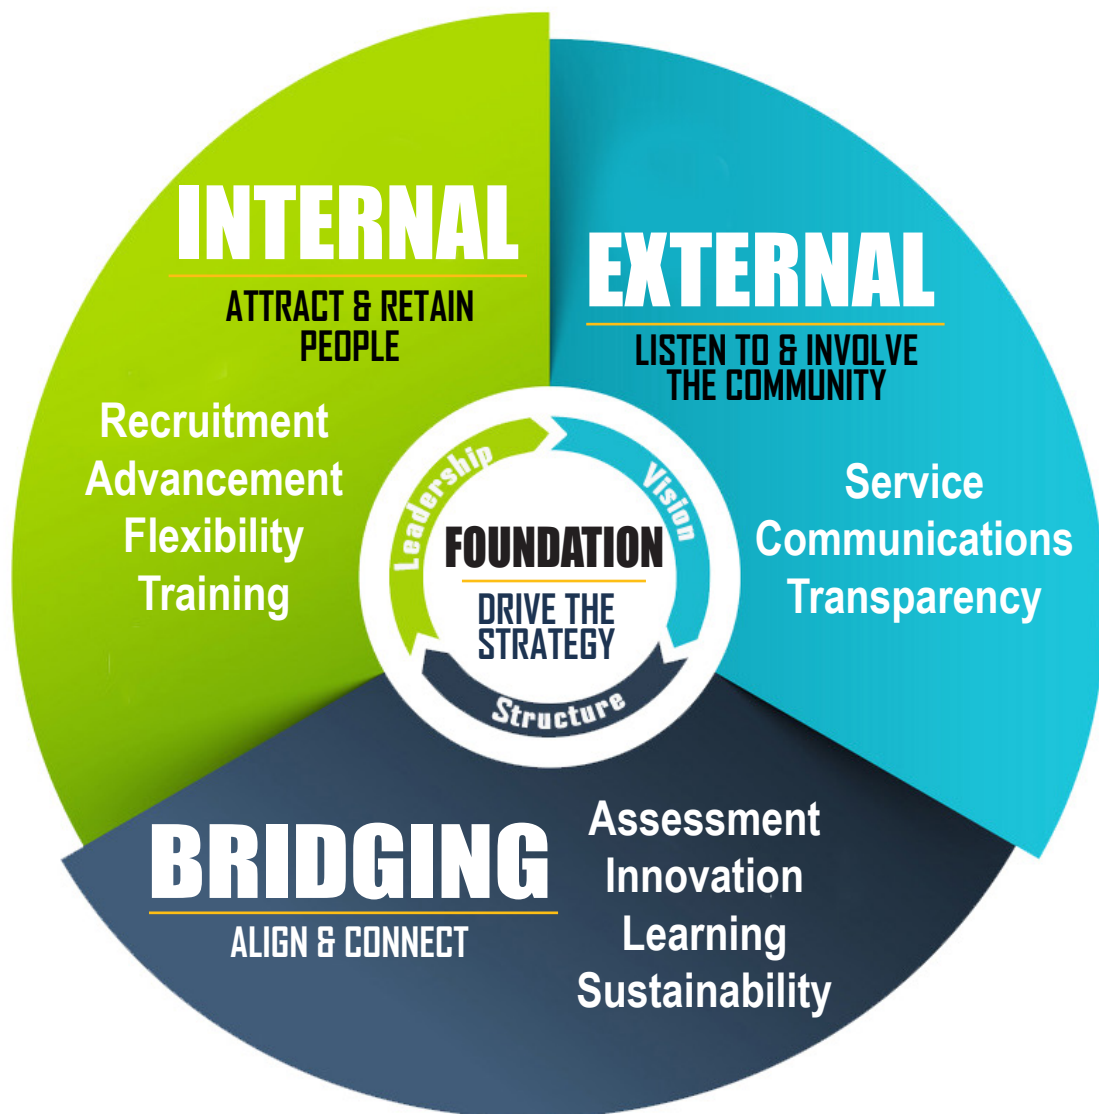 INTERNAL
ATTRACT & RETAIN
PEOPLE
Recruitment
Advancement
Flexibility
Training
EXTERNAL
LISTEN TO & INVOLVE
THE COMMUNITY
Service
Communications
Transparency
Leadership
Vision
Structure
FOUNDATION
DRIVE THE
STRATEGY
BRIDGING
ALIGN & CONNECT
Assessment
Innovation
Learning
Sustainability